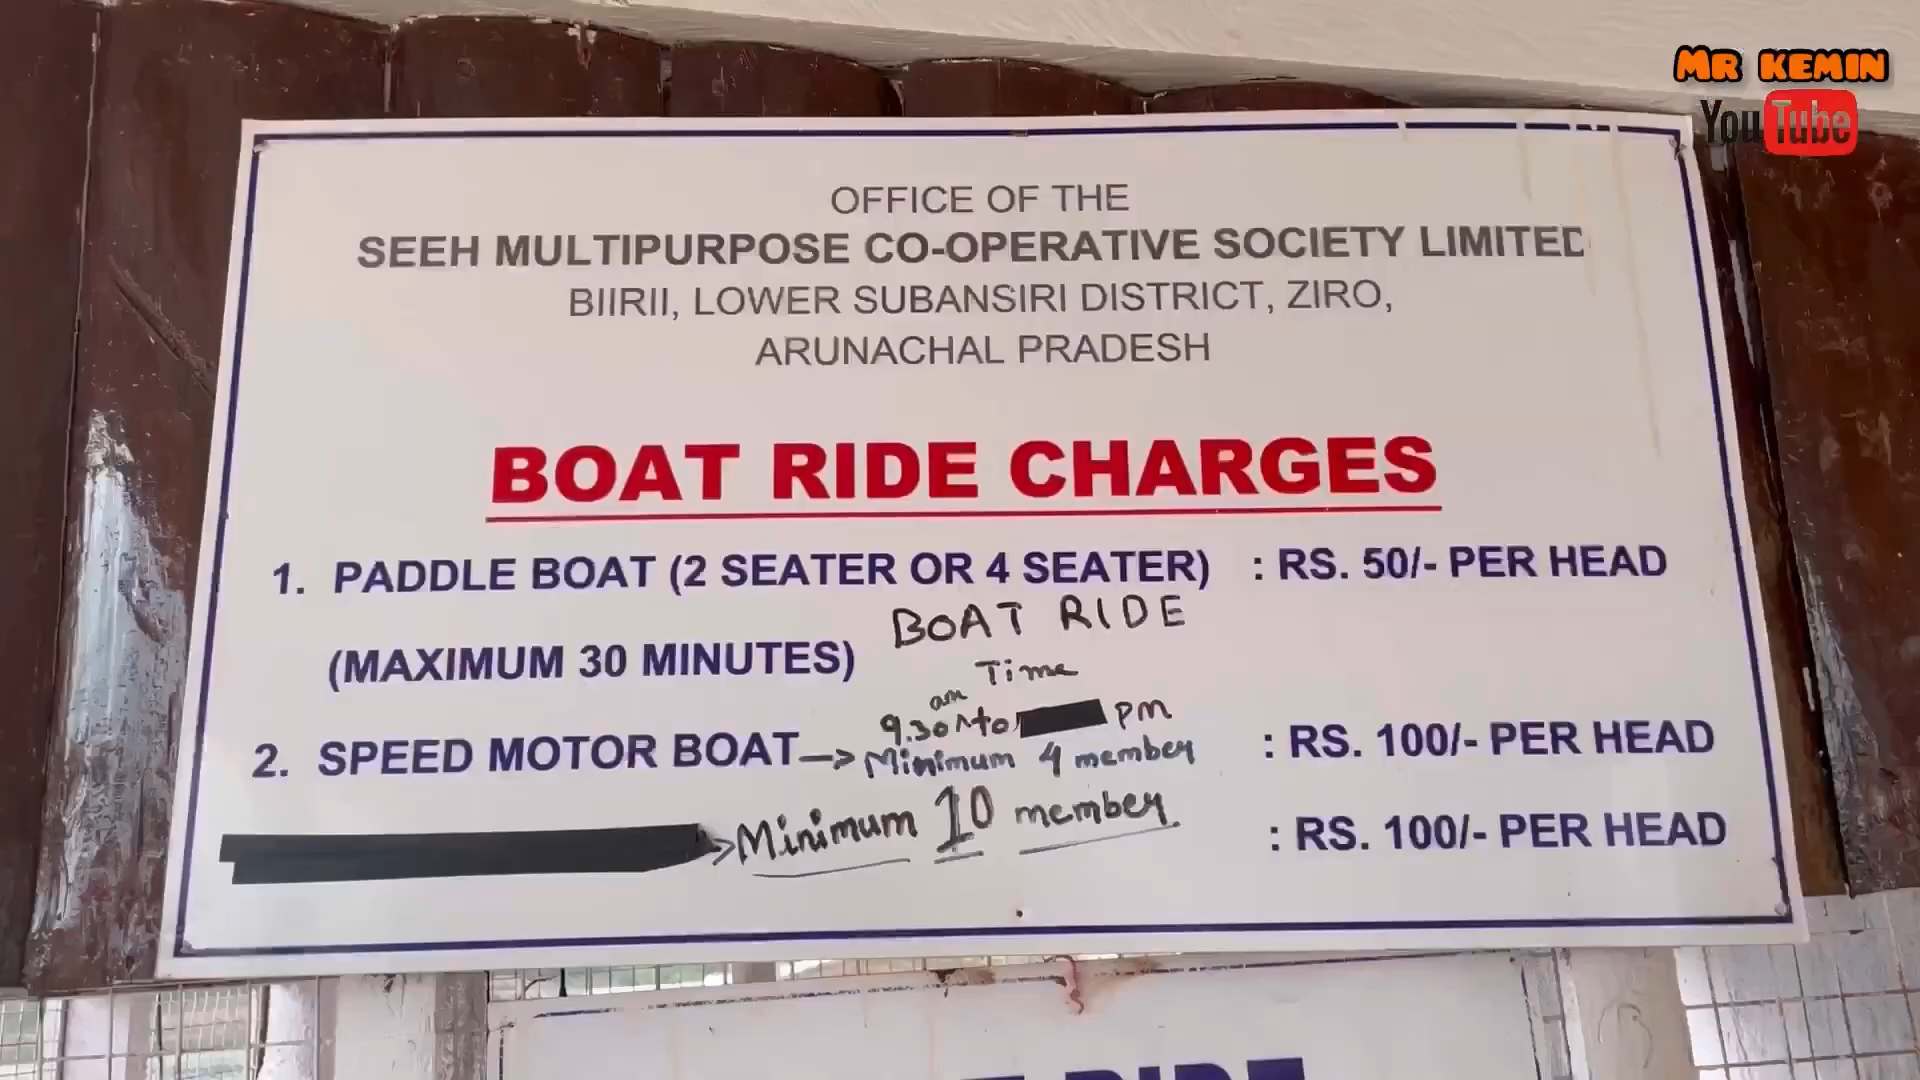 MR KEMIN
YouTube
OFFICE OF THE
SEEH MULTIPURPOSE CO-OPERATIVE SOCIETY LIMITED
BIIRII, LOWER SUBANSIRI DISTRICT, ZIRO,
ARUNACHAL PRADESH
BOAT RIDE CHARGES
1. PADDLE BOAT (2 SEATER OR 4 SEATER) : RS. 50/- PER HEAD
(MAXIMUM 30 MINUTES)
BOAT RIDE
Time
9.30 am to pm
2. SPEED MOTOR BOAT -> Minimum 4 member : RS. 100/- PER HEAD
-> Minimum 10 member : RS. 100/- PER HEAD